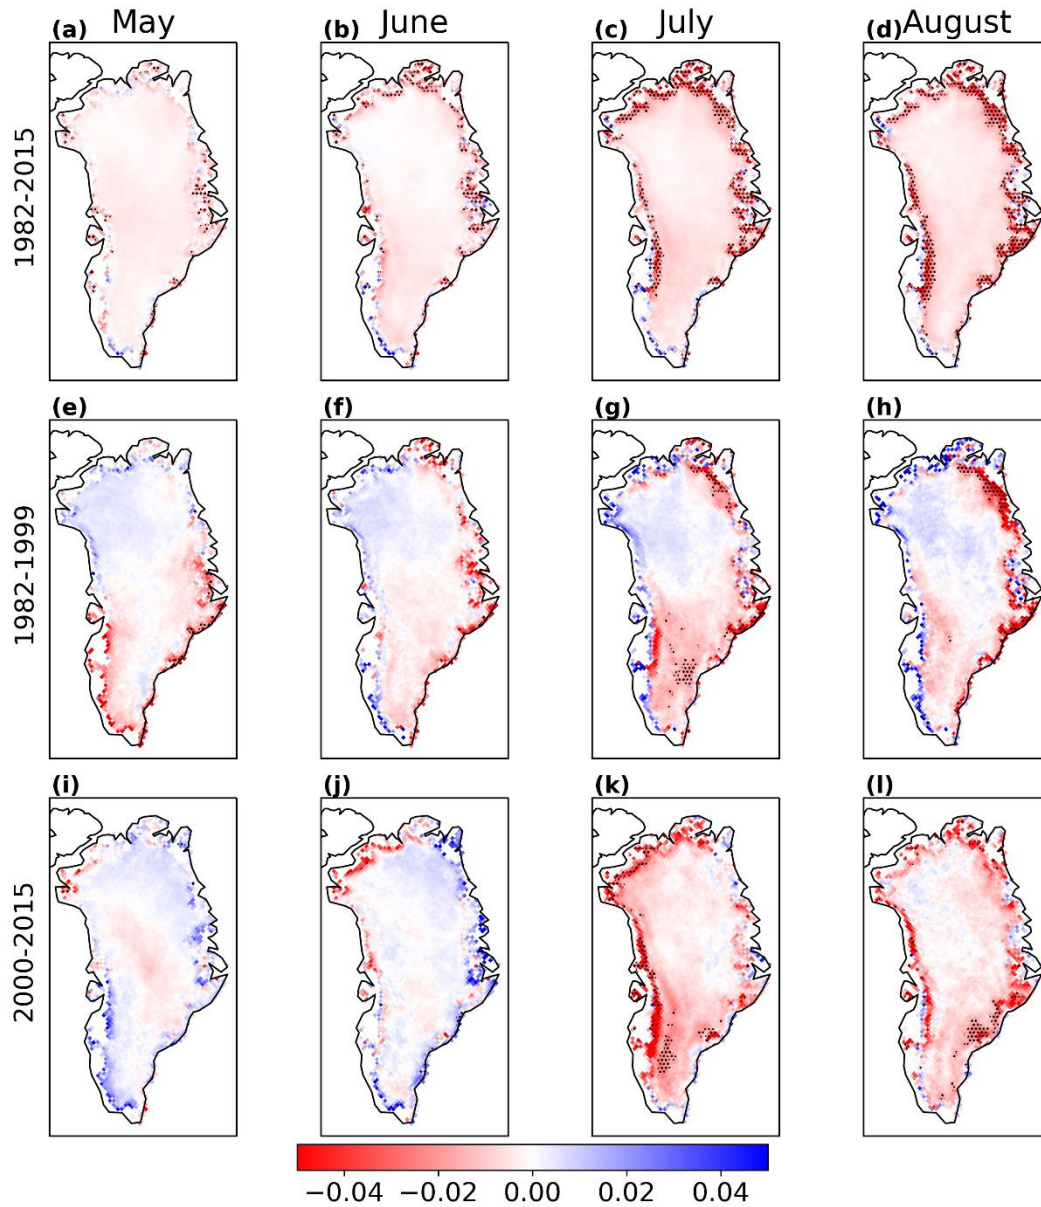 (a) May
(b) June
(c) July
(d) August
1982-2015
(e)
(f)
(g)
(h)
1982-1999
(i)
(j)
(k)
(l)
2000-2015
−0.04 −0.02 0.00 0.02 0.04